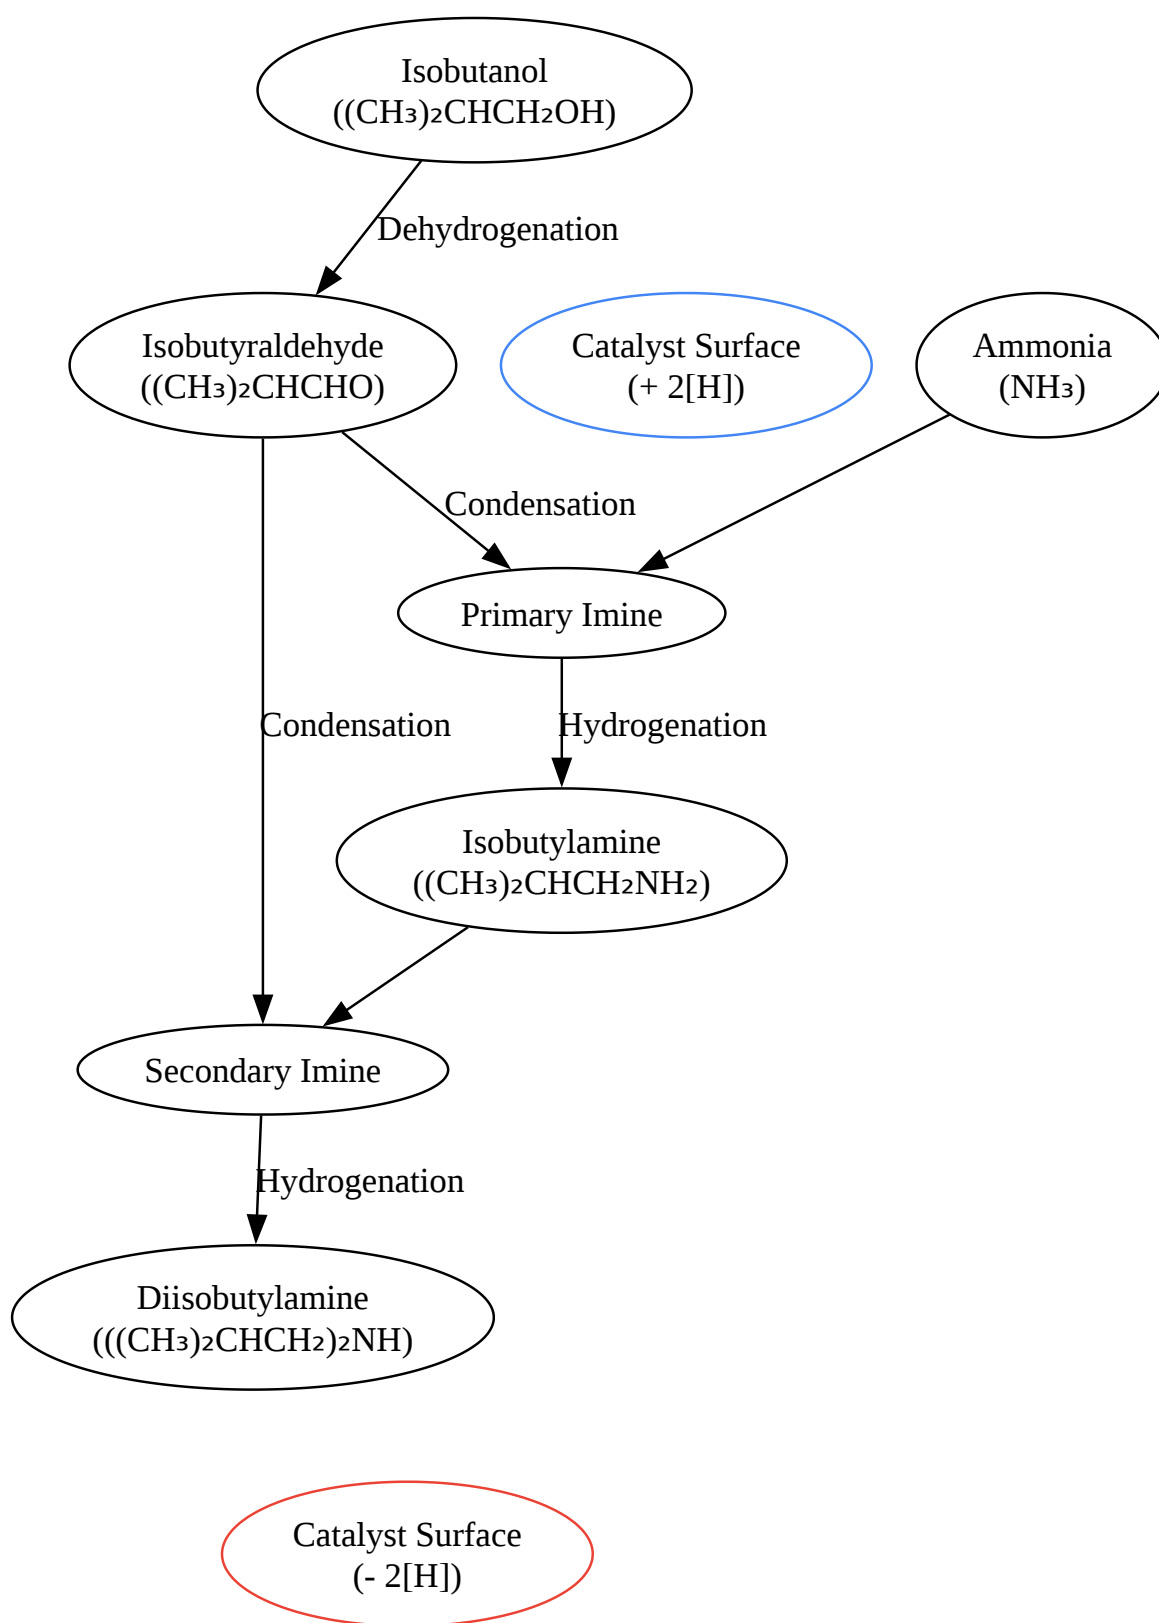 Isobutanol
((CH₃)₂CHCH₂OH)
Dehydrogenation
Isobutyraldehyde
((CH₃)₂CHCHO)
Catalyst Surface
(+ 2[H])
Ammonia
(NH₃)
Condensation
Primary Imine
Condensation
Hydrogenation
Isobutylamine
((CH₃)₂CHCH₂NH₂)
Secondary Imine
Hydrogenation
Diisobutylamine
(((CH₃)₂CHCH₂)₂NH)
Catalyst Surface
(- 2[H])